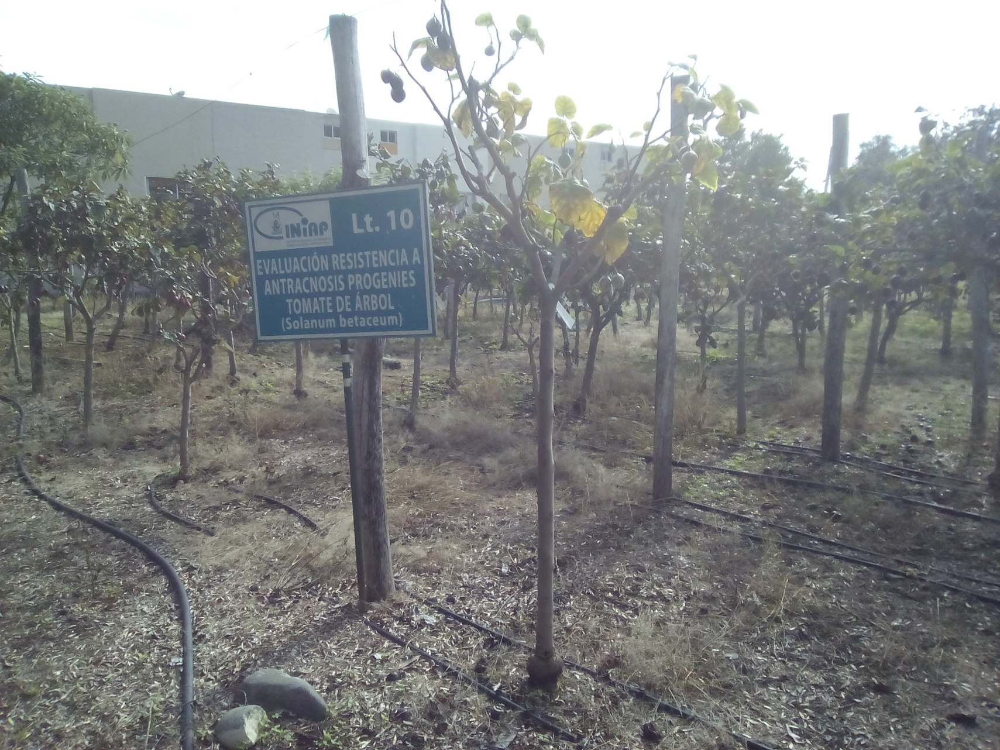 INIAP
Lt. 10
EVALUACIÓN RESISTENCIA A
ANTRACNOSIS PROGENIES
TOMATE DE ÁRBOL
(Solanum betaceum)